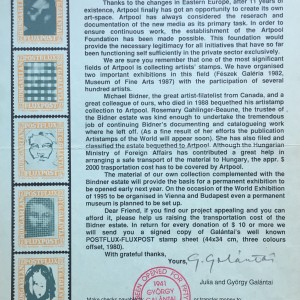 Thanks to the changes in Eastern Europe, after 11 years of
existence, Artpool finally has got an opportunity to create its own
art-space. Artpool has always considered the reserach and
documentation of the new media as its primary task. In order to
ensure continuous work, the establishment of the Artpool
Foundation has been made possible. This foundation would
provide the necessary legitimacy for all initiatives that have so far
been functioning self sufficiently in the private sector exclusively.
We are sure you remember that one of the most significant
fields of Artpool is collecting artists' stamps. We have organised
two important exhibitions in this field (Fészek Galéria 1982,
Museum of Fine Arts 1987) with the participation of several
hundred artists.
Michael Bidner, the great artist-filatelist from Canada, and a
great colleague of ours, who died in 1988 bequethed his artistamp
collection to Artpool. Rosemary Gahlinger-Beaune, the trustee of
the Bidner estate was kind enough to undertake the tremendous
job of continuing Bidner's documenting and cataloguing work
where he left off. (As a fine result of her efforts the publication
Artistamps of the World will appear soon). She has also filed and
classified the estate bequethed to Artpool. Although the Hungarian
Ministry of Foreign Affairs has contributed a great help in
arranging a safe transport of the material to Hungary, the appr. $
2000 trasportation cost has to be covered by Artpool.
The material of our own collection complemented with the
Bindner estate will provide the basis for a permanent exhibition to
be opened early next year. On the occasion of the World Exhibition
of 1995 to be organised in Vienna and Budapest even a permanent
museum is planned to be set up.
Dear Friend, if you find our project appealing and you can
afford it, please help us raising the trasportation cost of the
Bidner estate. In return for every donation of $ 10 or more we
will send you a signed copy of Galántai's well known
POSTFLUX-FLUXPOST stamp sheet (44x34 cm, three colours
offset, 1980).
With grateful thanks,
Yours, G. Galántai
Julia and György Galántai
OPENED FOR
1941
GYÖRGY
GALÁNTAI
POSTFLUX
POSTFLUX